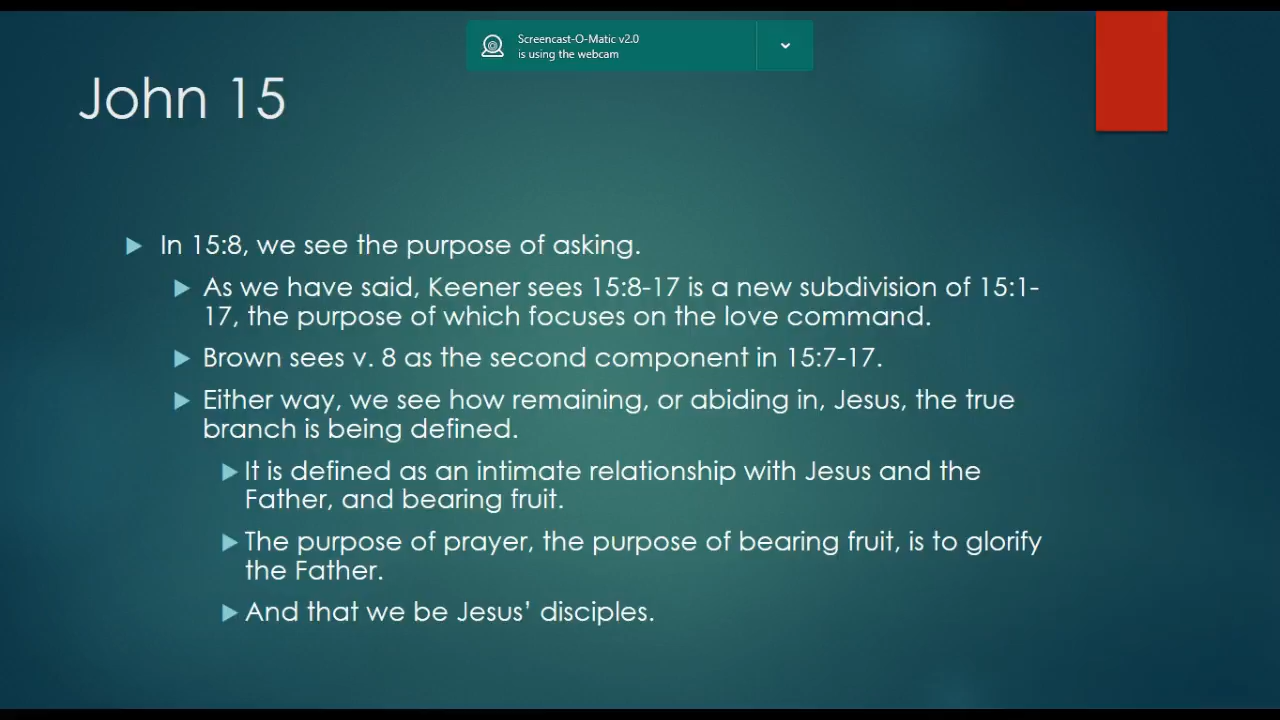 Screencast-O-Matic v2.0
is using the webcam
John 15
In 15:8, we see the purpose of asking.
As we have said, Keener sees 15:8-17 is a new subdivision of 15:1-
17, the purpose of which focuses on the love command.
Brown sees v. 8 as the second component in 15:7-17.
Either way, we see how remaining, or abiding in, Jesus, the true
branch is being defined.
It is defined as an intimate relationship with Jesus and the
Father, and bearing fruit.
The purpose of prayer, the purpose of bearing fruit, is to glorify
the Father.
And that we be Jesus’ disciples.